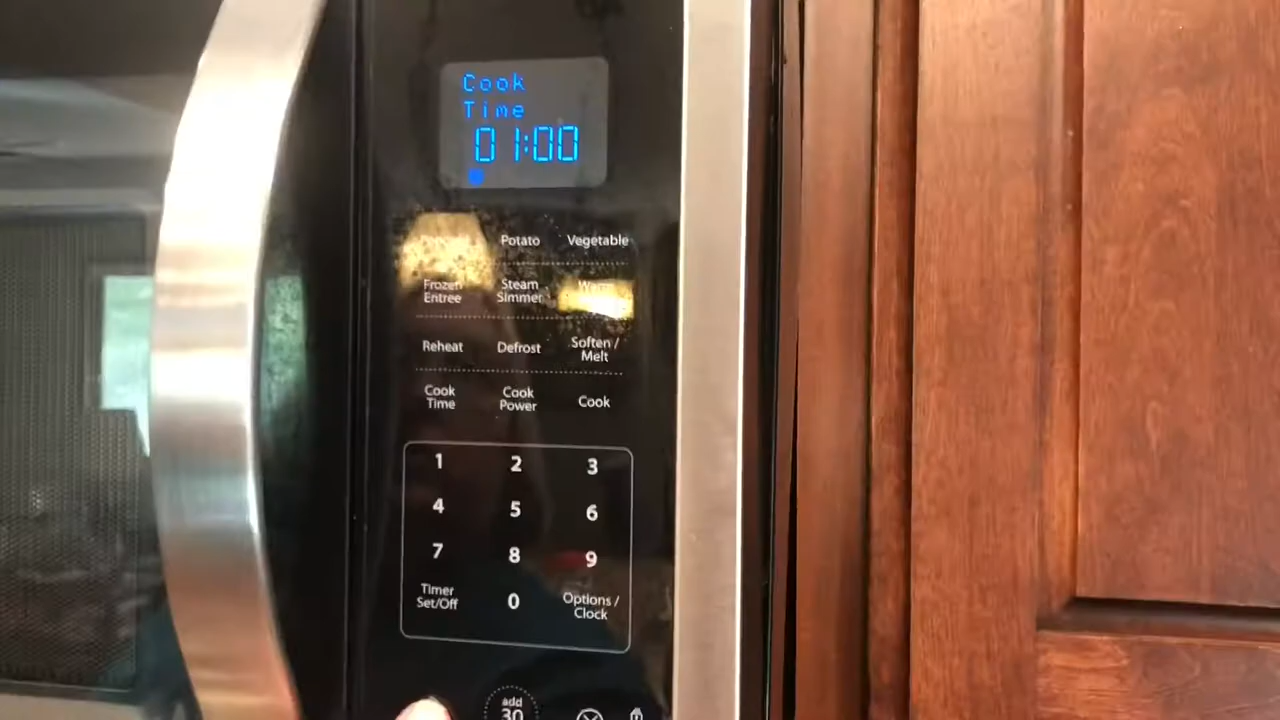 Cook
Time
01:00
Potato Vegetable
Frozen Entree Steam Simmer Warm
Reheat Defrost Soften / Melt
Cook Time Cook Power Cook
1 2 3
4 5 6
7 8 9
Timer Set/Off 0 Options / Clock
add
30